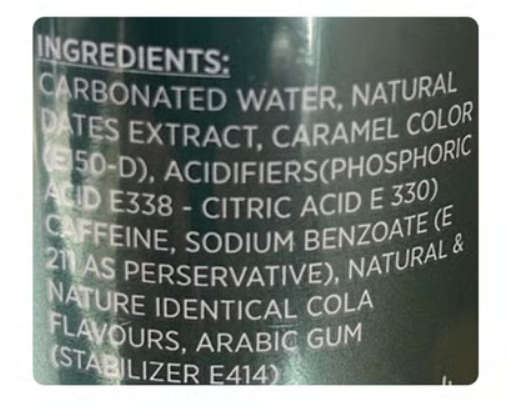 INGREDIENTS:
CARBONATED WATER, NATURAL
DATES EXTRACT, CARAMEL COLOR
(E150-D), ACIDIFIERS(PHOSPHORIC
ACID E338 - CITRIC ACID E 330)
CAFFEINE, SODIUM BENZOATE (E
211 AS PERSERVATIVE), NATURAL &
NATURE IDENTICAL COLA
FLAVOURS, ARABIC GUM
(STABILIZER E414)